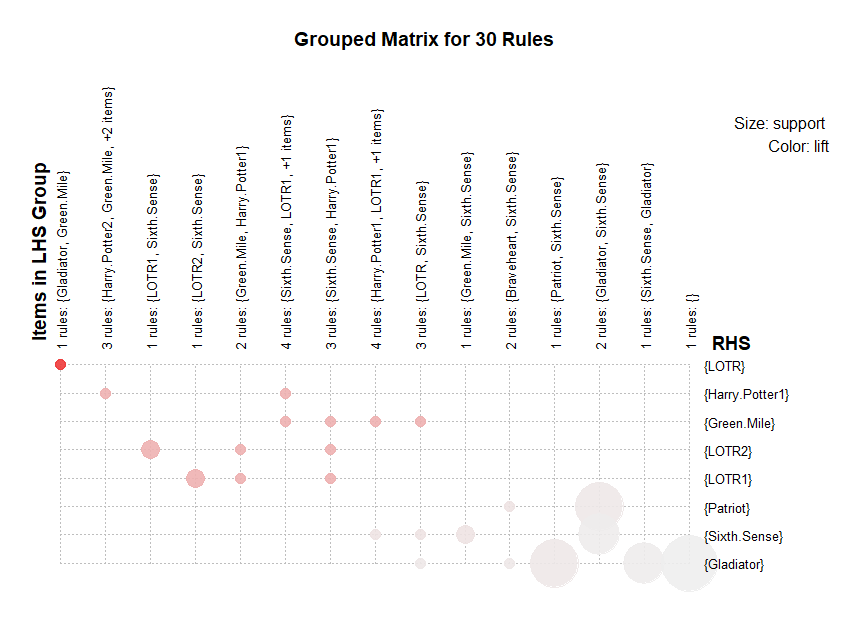 Grouped Matrix for 30 Rules
Size: support
Color: lift
Items in LHS Group
1 rules: {Gladiator, Green.Mile}
3 rules: {Harry.Potter2, Green.Mile, +2 items}
1 rules: {LOTR1, Sixth.Sense}
1 rules: {LOTR2, Sixth.Sense}
2 rules: {Green.Mile, Harry.Potter1}
4 rules: {Sixth.Sense, LOTR1, +1 items}
3 rules: {Sixth.Sense, Harry.Potter1}
4 rules: {Harry.Potter1, LOTR1, +1 items}
3 rules: {LOTR, Sixth.Sense}
1 rules: {Green.Mile, Sixth.Sense}
2 rules: {Braveheart, Sixth.Sense}
1 rules: {Patriot, Sixth.Sense}
2 rules: {Gladiator, Sixth.Sense}
1 rules: {Sixth.Sense, Gladiator}
1 rules: {}
RHS
{LOTR}
{Harry.Potter1}
{Green.Mile}
{LOTR2}
{LOTR1}
{Patriot}
{Sixth.Sense}
{Gladiator}